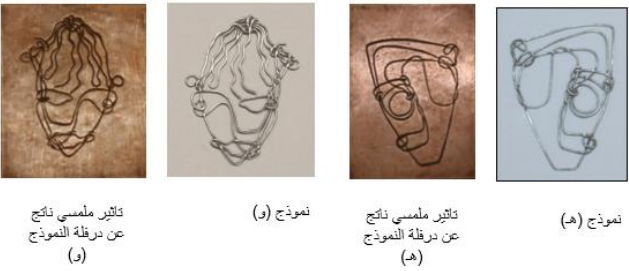 نموذج (هـ)
تاثير ملمسي ناتج
عن درفلة النموذج
(هـ)
نموذج (و)
تاثير ملمسي ناتج
عن درفلة النموذج
(و)